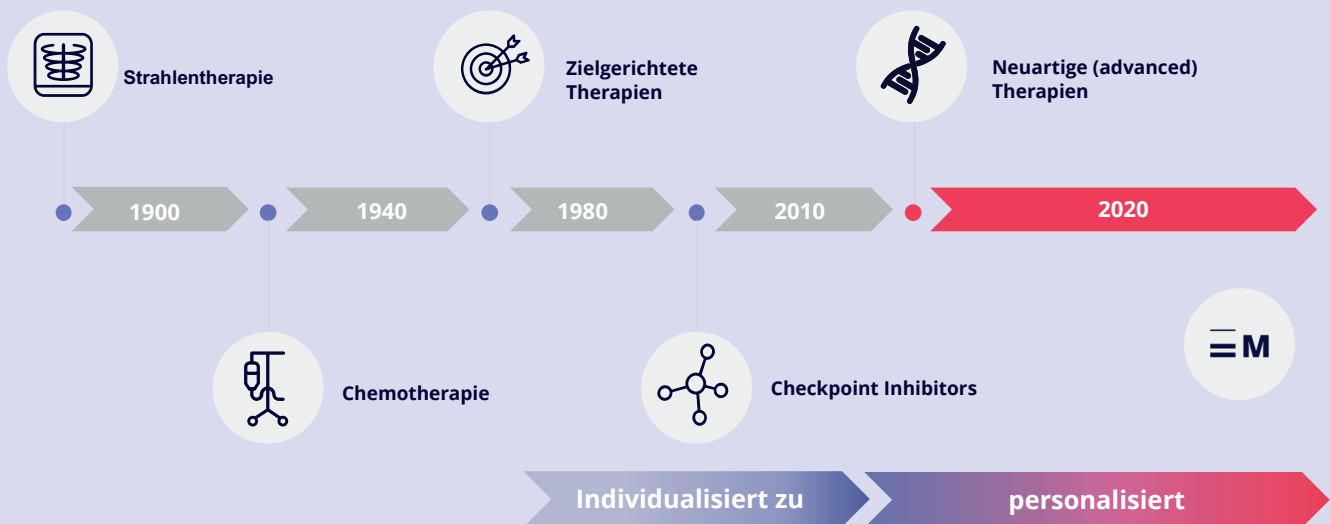 Strahlentherapie
Zielgerichtete
Therapien
Neuartige (advanced)
Therapien
1900
1940
1980
2010
2020
M
Chemotherapie
Checkpoint Inhibitors
Individualisiert zu
personalisiert